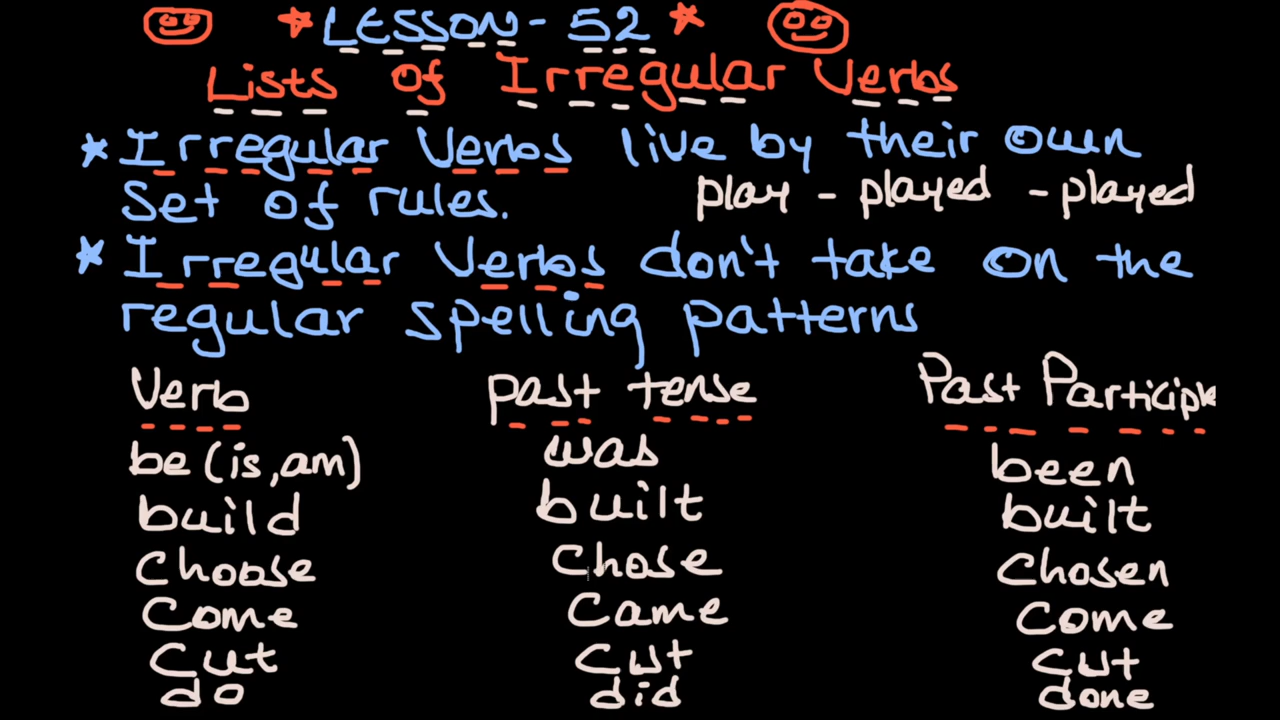 * LESSON - 52 *
Lists of Irregular Verbs
* Irregular Verbs live by their own
set of rules. play - played - played
* Irregular Verbs don't take on the
regular spelling patterns
Verb past tense Past Participle
be (is, am) was been
build built built
Choose Chose Chosen
Come Came Come
Cut Cut Cut
do did done